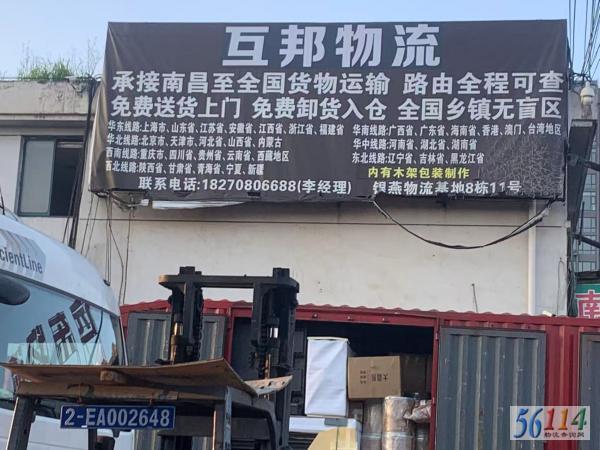 互邦物流
承接南昌至全国货物运输 路由全程可查
免费送货上门 免费卸货入仓 全国乡镇无盲区
华东线路:上海市、山东省、江苏省、安徽省、江西省、浙江省、福建省
华北线路:北京市、天津市、河北省、山西省、内蒙古
西南线路:重庆市、四川省、贵州省、云南省、西藏地区
西北线路:陕西省、甘肃省、青海省、宁夏、新疆
华南线路:广西省、广东省、海南省、香港、澳门、台湾地区
华中线路:河南省、湖北省、湖南省
东北线路:辽宁省、吉林省、黑龙江省
内有木架包装制作
联系电话:18270806688(李经理)
银燕物流基地8栋11号
cientLine
南
2-EA002648
56114
物流查询网